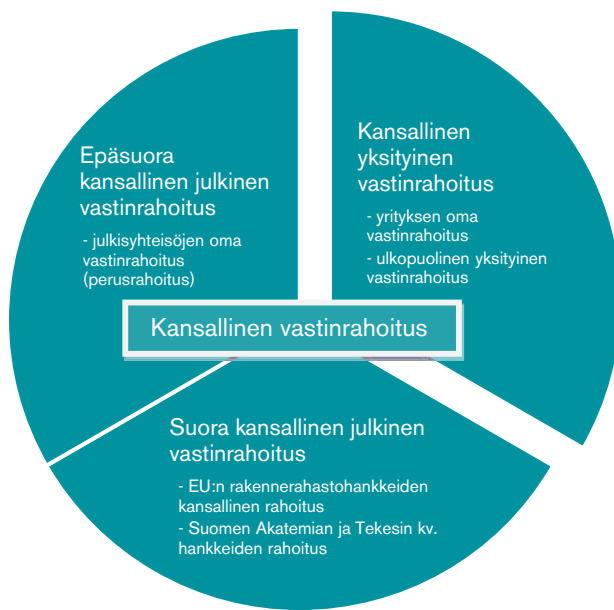 Epäsuora
kansallinen julkinen
vastinrahoitus
- julkisyhteisöjen oma
vastinrahoitus
(perusrahoitus)
Kansallinen
yksityinen
vastinrahoitus
- yrityksen oma
vastinrahoitus
- ulkopuolinen yksityinen
vastinrahoitus
Kansallinen vastinrahoitus
Suora kansallinen julkinen
vastinrahoitus
- EU:n rakennerahastohankkeiden
kansallinen rahoitus
- Suomen Akatemian ja Tekesin kv.
hankkeiden rahoitus